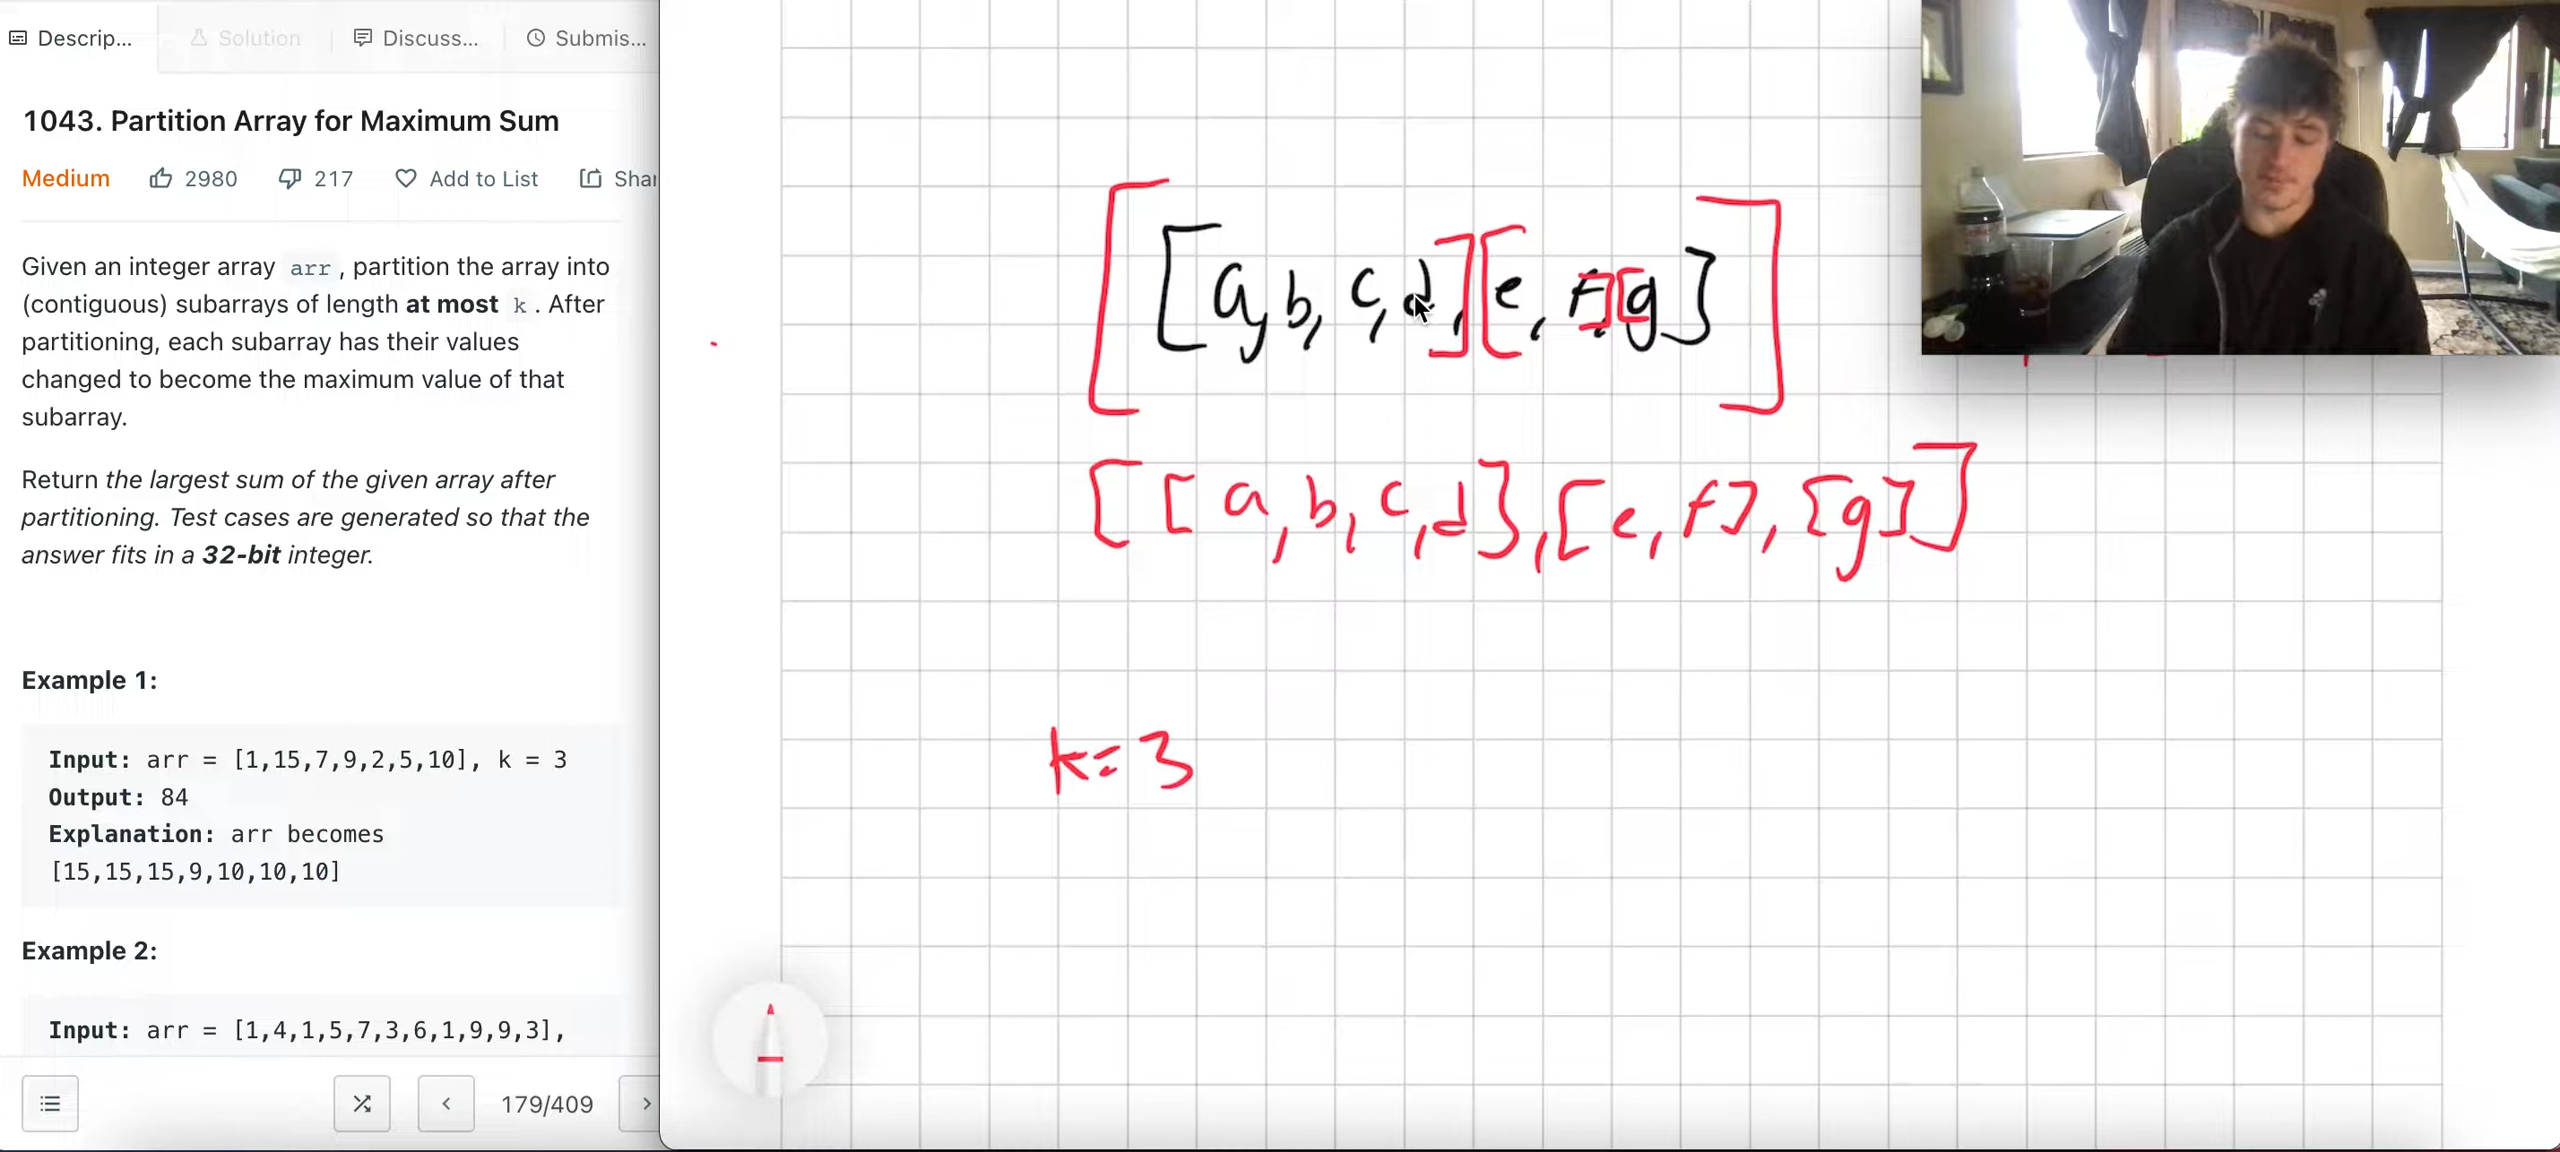 Descrip...
Solution
Discuss...
Submis...
1043. Partition Array for Maximum Sum
Medium 2980 217 Add to List Shar
Given an integer array arr , partition the array into
(contiguous) subarrays of length at most k . After
partitioning, each subarray has their values
changed to become the maximum value of that
subarray.
Return the largest sum of the given array after
partitioning. Test cases are generated so that the
answer fits in a 32-bit integer.
Example 1:
Input: arr = [1,15,7,9,2,5,10], k = 3
Output: 84
Explanation: arr becomes
[15,15,15,9,10,10,10]
Example 2:
Input: arr = [1,4,1,5,7,3,6,1,9,9,3],
179/409
[[a,b,c,d,][e,f,][g]]
[[a,b,c,d],[e,f],[g]]
k=3